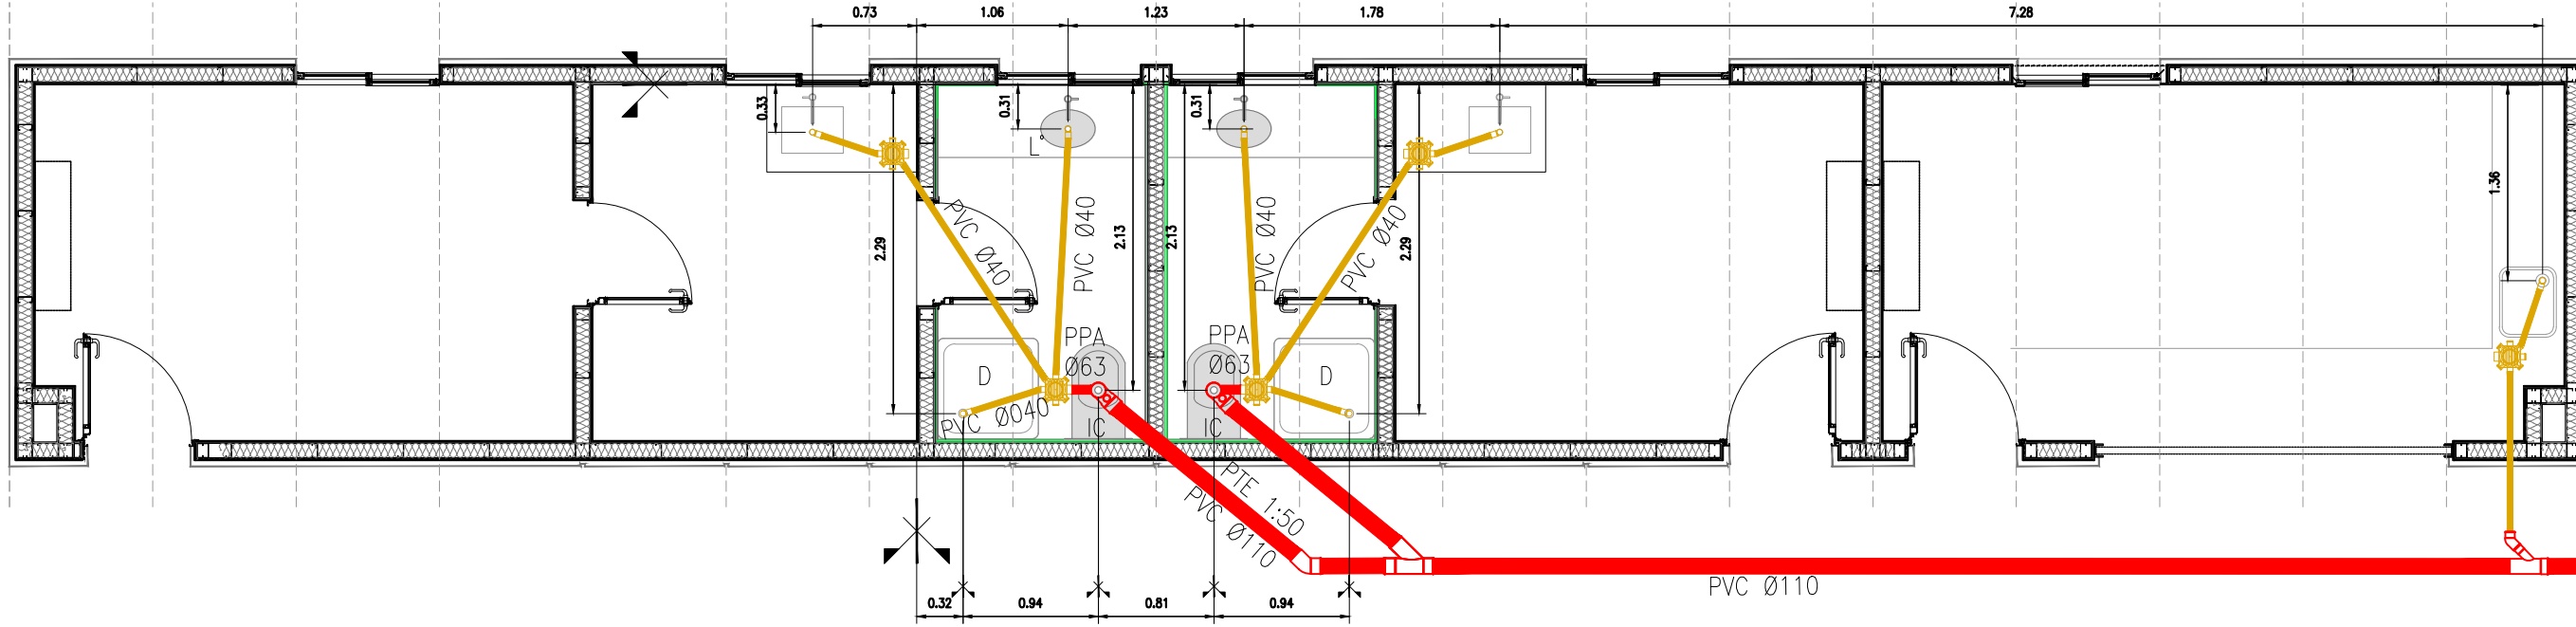 0.73
1.06
1.23
1.78
7.28
0.33
0.31
0.31
L
1.36
PVC Ø40
PVC Ø40
2.13
2.13
PVC Ø40
PVC Ø40
2.29
2.29
PPA
Ø63
PPA
Ø63
D
D
PVC Ø040
IC
IC
PTE 1:50
PVC Ø110
PVC Ø110
0.32
0.94
0.81
0.94